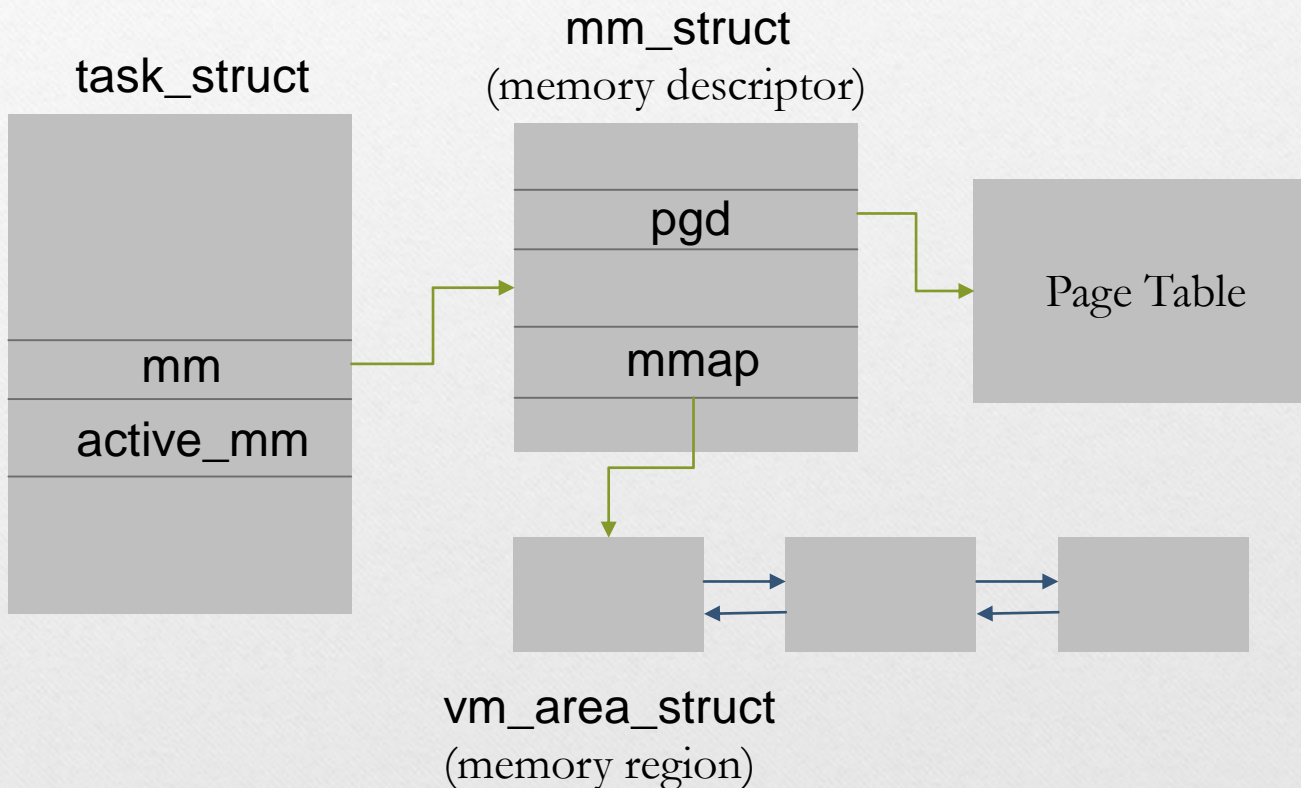 task_struct
mm
active_mm
mm_struct
(memory descriptor)
pgd
mmap
Page Table
vm_area_struct
(memory region)